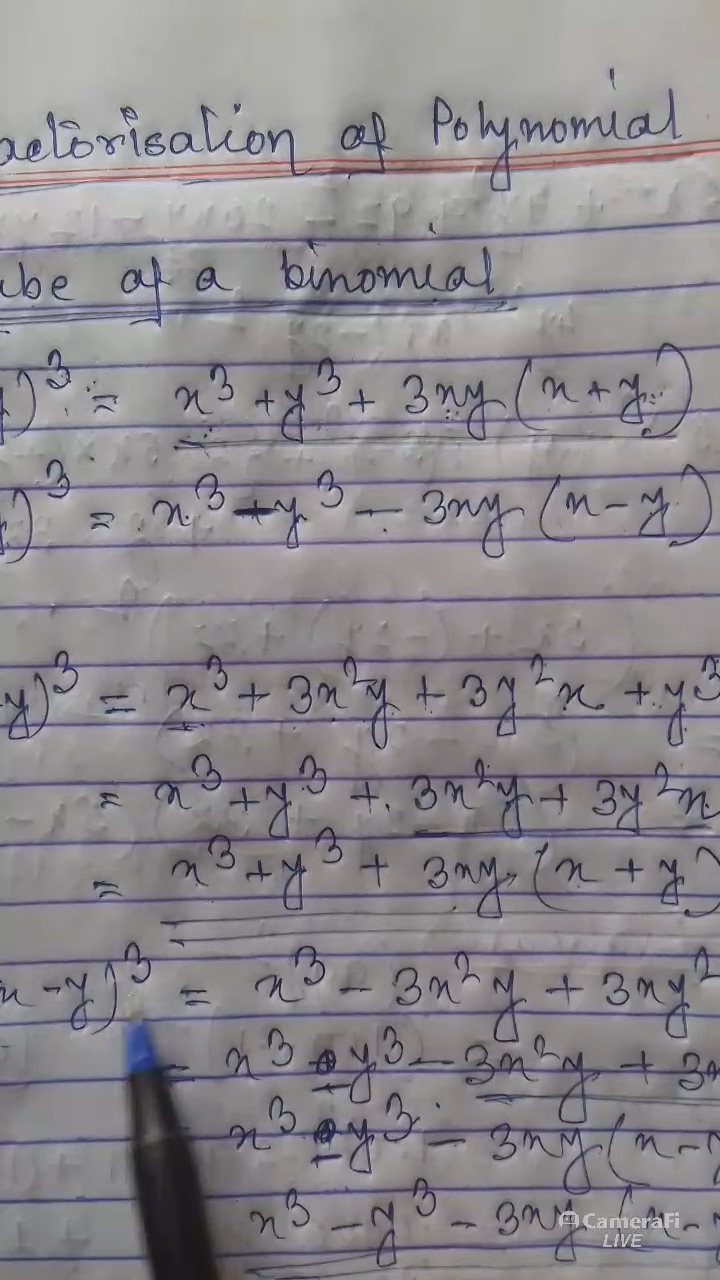 actorisation of Polynomial
ube of a binomial
y)³ = x³ + y³ + 3xy (x + y)
y)³ = x³ - y³ - 3xy (x - y)
y)³ = x³ + 3x²y + 3y²x + y³
= x³ + y³ + 3x²y + 3y²x
= x³ + y³ + 3xy (x + y)
x - y)³ = x³ - 3x²y + 3xy²
= x³ - y³ - 3x²y + 3x
x³ - y³ - 3xy (x - y
x³ - y³ - 3xy (x - y
CameraFi
LIVE